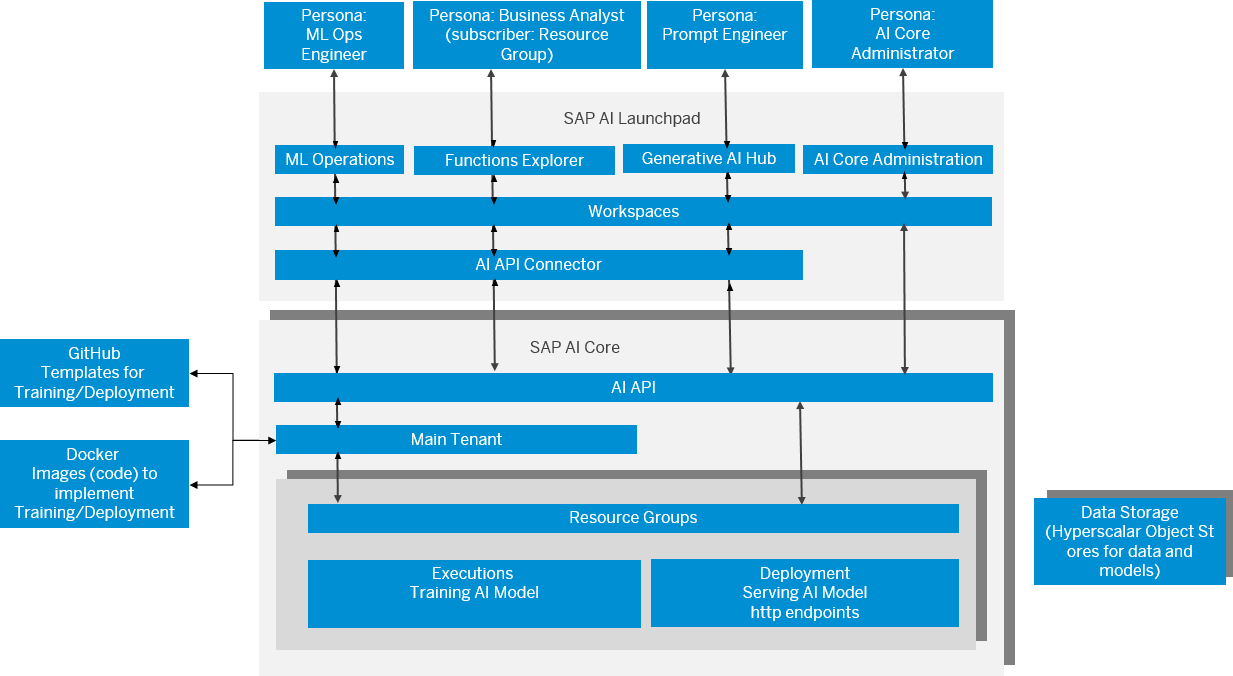 Persona:
ML Ops
Engineer
Persona: Business Analyst
(subscriber: Resource
Group)
Persona:
Prompt Engineer
Persona:
AI Core
Administrator
SAP AI Launchpad
ML Operations
Functions Explorer
Generative AI Hub
AI Core Administration
Workspaces
AI API Connector
SAP AI Core
GitHub
Templates for
Training/Deployment
AI API
Main Tenant
Docker
Images (code) to
implement
Training/Deployment
Resource Groups
Data Storage
(Hyperscalar Object St
ores for data and
models)
Executions
Training AI Model
Deployment
Serving AI Model
http endpoints